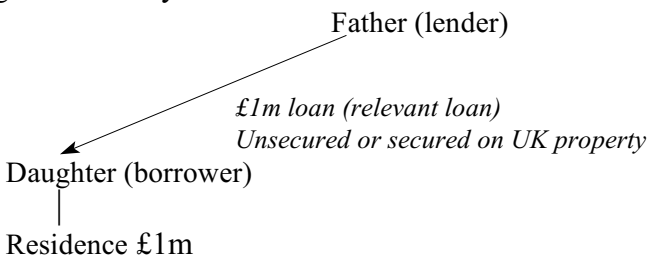 Father (lender)
£1m loan (relevant loan)
Unsecured or secured on UK property
Daughter (borrower)
Residence £1m